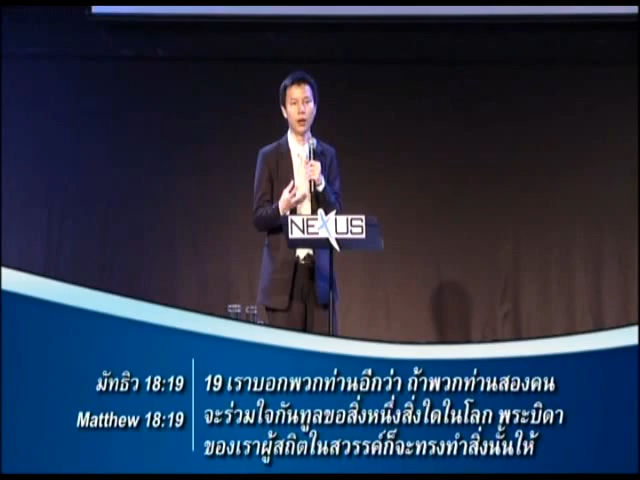 NEXUS
มัทธิว 18:19
Matthew 18:19
19 เราบอกพวกท่านอีกว่า ถ้าพวกท่านสองคน
จะร่วมใจกันทูลขอสิ่งหนึ่งสิ่งใดในโลก พระบิดา
ของเราผู้สถิตในสวรรค์ก็จะทรงทำสิ่งนั้นให้